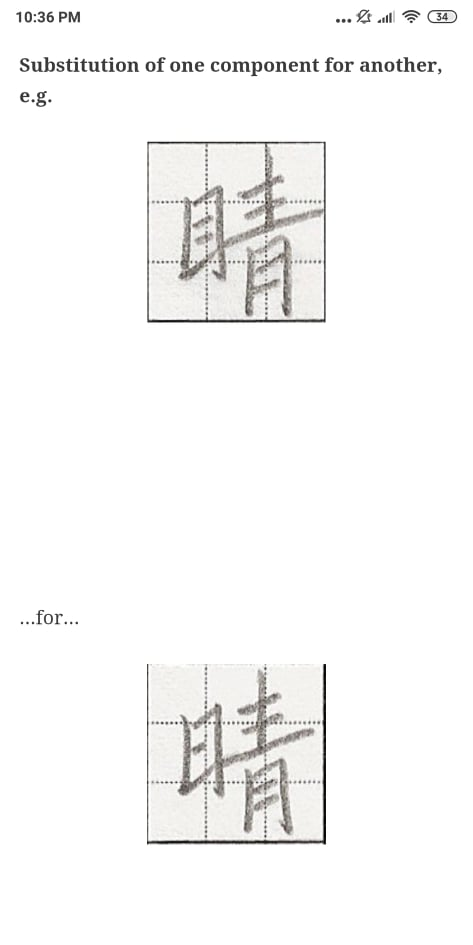 10:36 PM ... 34
Substitution of one component for another,
e.g.
睛
...for...
晴